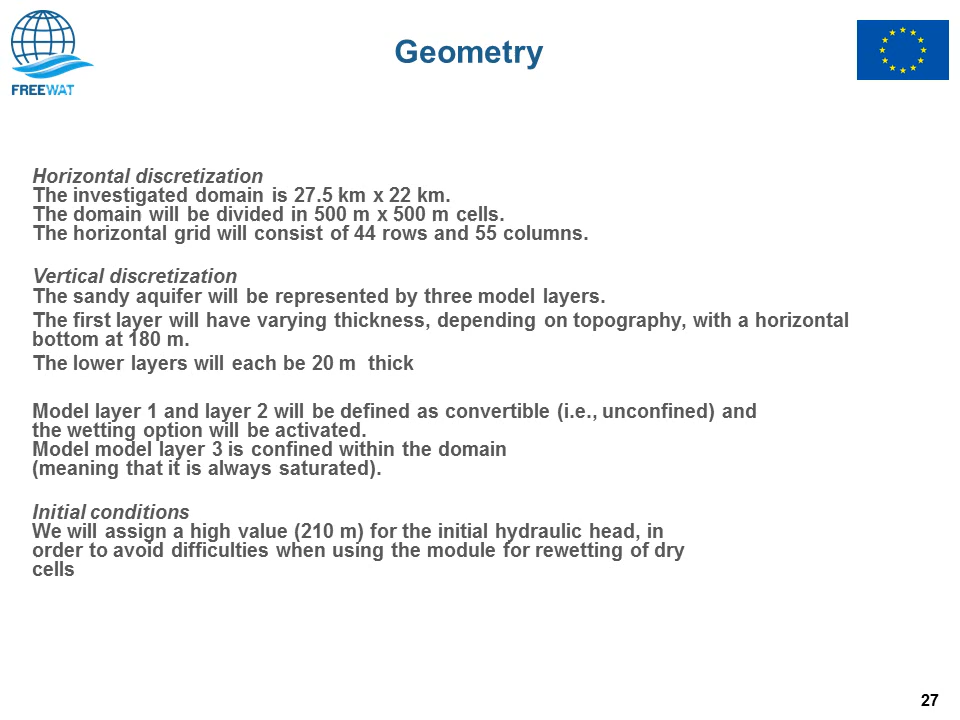 FREEWAT
Geometry
Horizontal discretization
The investigated domain is 27.5 km x 22 km.
The domain will be divided in 500 m x 500 m cells.
The horizontal grid will consist of 44 rows and 55 columns.
Vertical discretization
The sandy aquifer will be represented by three model layers.
The first layer will have varying thickness, depending on topography, with a horizontal
bottom at 180 m.
The lower layers will each be 20 m  thick
Model layer 1 and layer 2 will be defined as convertible (i.e., unconfined) and
the wetting option will be activated.
Model model layer 3 is confined within the domain
(meaning that it is always saturated).
Initial conditions
We will assign a high value (210 m) for the initial hydraulic head, in
order to avoid difficulties when using the module for rewetting of dry
cells
27